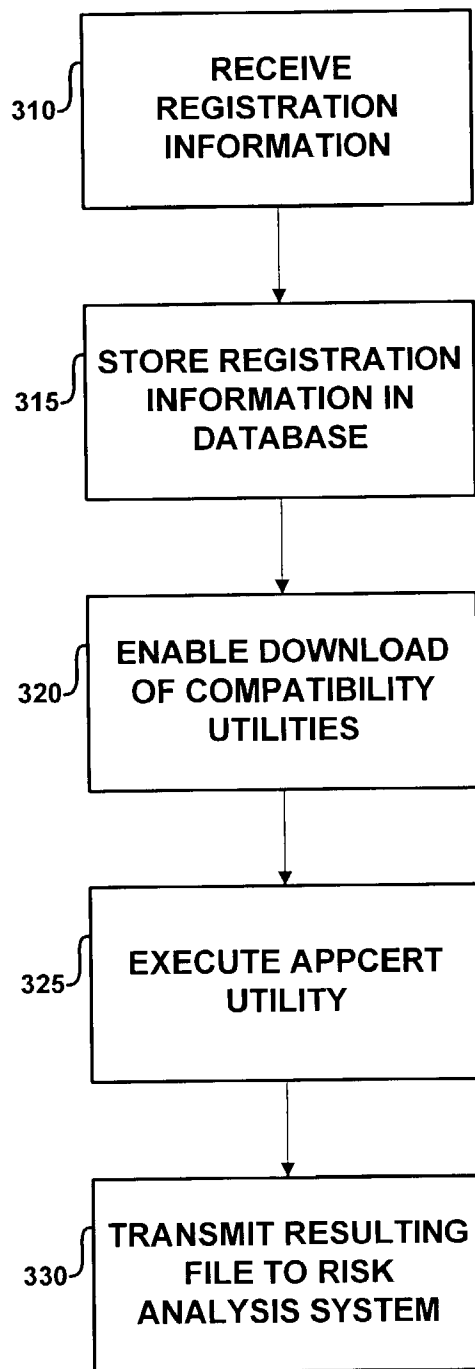 310
RECEIVE
REGISTRATION
INFORMATION
315
STORE REGISTRATION
INFORMATION IN
DATABASE
320
ENABLE DOWNLOAD
OF COMPATIBILITY
UTILITIES
325
EXECUTE APPCERT
UTILITY
330
TRANSMIT RESULTING
FILE TO RISK
ANALYSIS SYSTEM